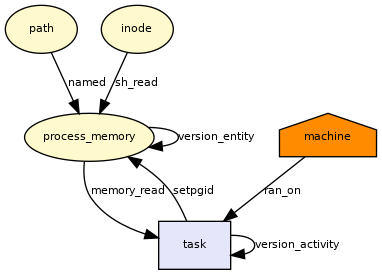 path
inode
named
sh_read
process_memory
version_entity
machine
memory_read
setpgid
ran_on
task
version_activity